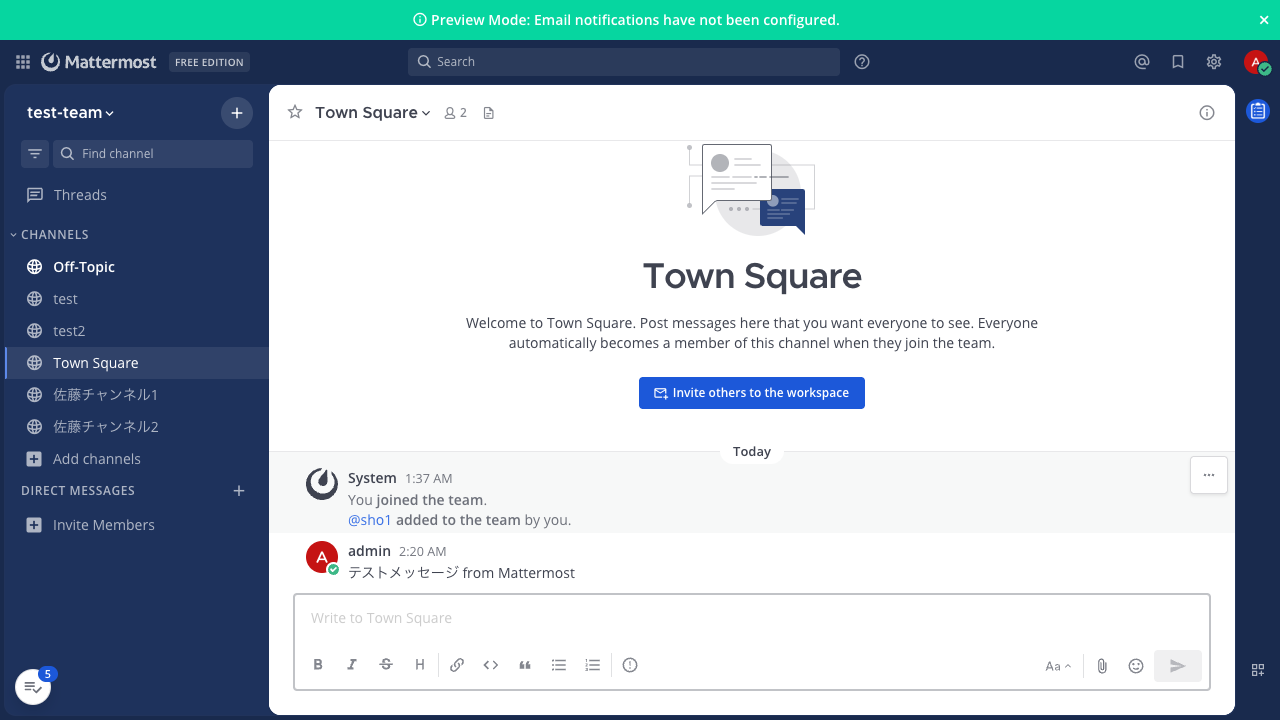 Preview Mode: Email notifications have not been configured.
Mattermost
FREE EDITION
Search
A
test-team
Town Square
2
Find channel
Threads
CHANNELS
Off-Topic
test
test2
Town Square
佐藤チャンネル1
佐藤チャンネル2
Add channels
DIRECT MESSAGES
Invite Members
5
Town Square
Welcome to Town Square. Post messages here that you want everyone to see. Everyone
automatically becomes a member of this channel when they join the team.
Invite others to the workspace
Today
System 1:37 AM
You joined the team.
@sho1 added to the team by you.
A
admin 2:20 AM
テストメッセージ from Mattermost
Write to Town Square
B I S H
Aa